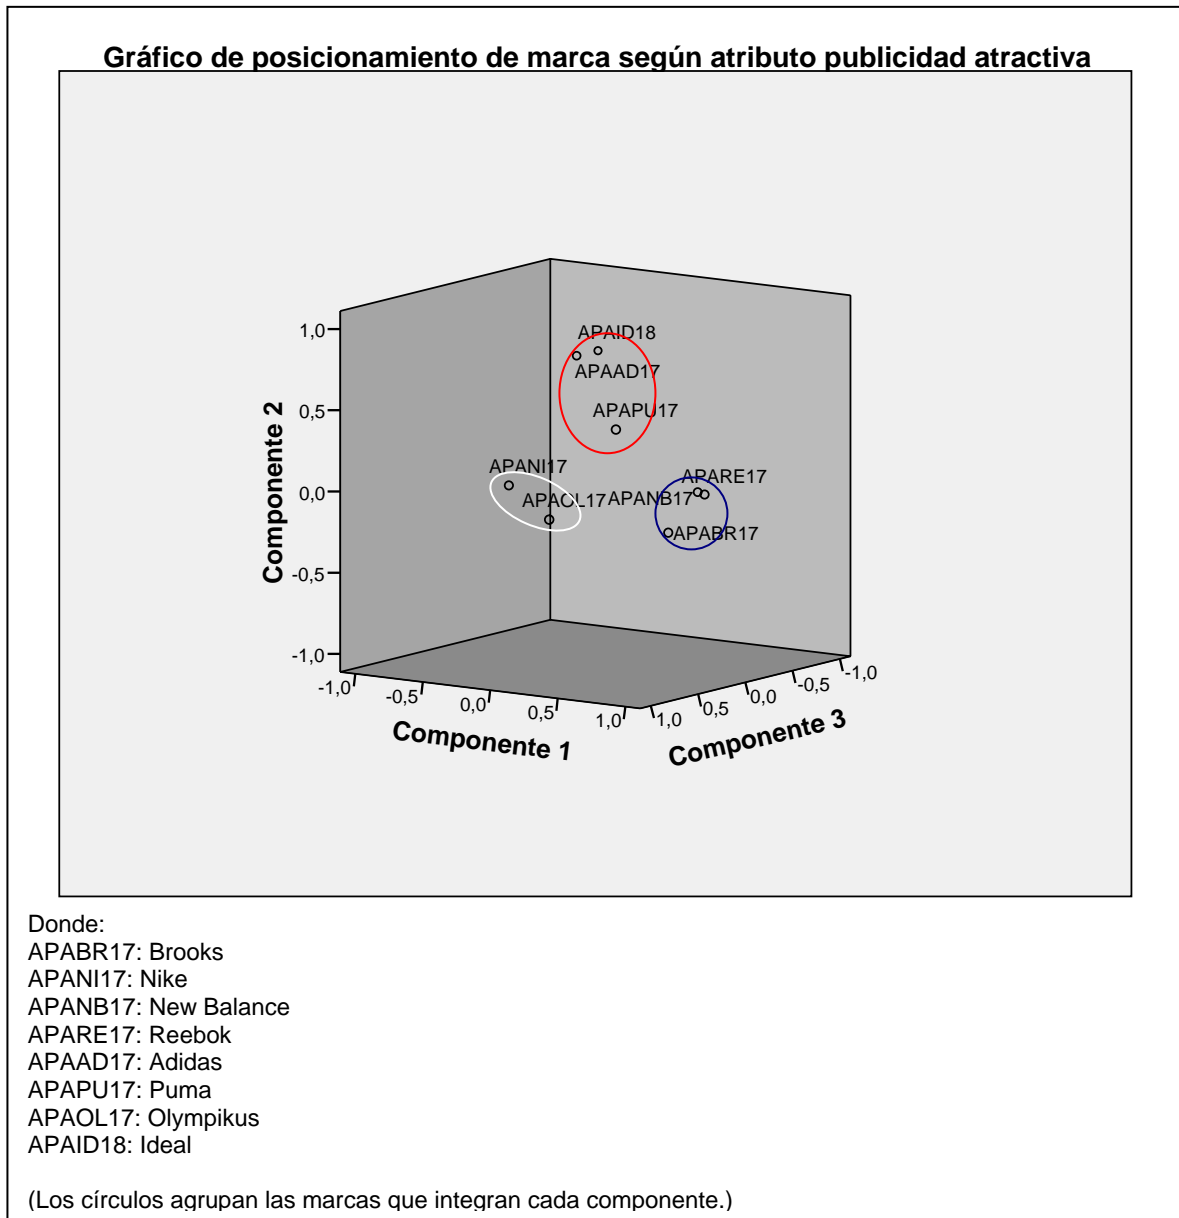 Gráfico de posicionamiento de marca según atributo publicidad atractiva
APAID18
APAAD17
APAPU17
APANI17
APAOL17
APANB17
APARE17
APABR17
Componente 2
1,0
0,5
0,0
-0,5
-1,0
Componente 1
-1,0
-0,5
0,0
0,5
1,0
Componente 3
1,0
0,5
0,0
-0,5
-1,0
Donde:
APABR17: Brooks
APANI17: Nike
APANB17: New Balance
APARE17: Reebok
APAAD17: Adidas
APAPU17: Puma
APAOL17: Olympikus
APAID18: Ideal
(Los círculos agrupan las marcas que integran cada componente.)